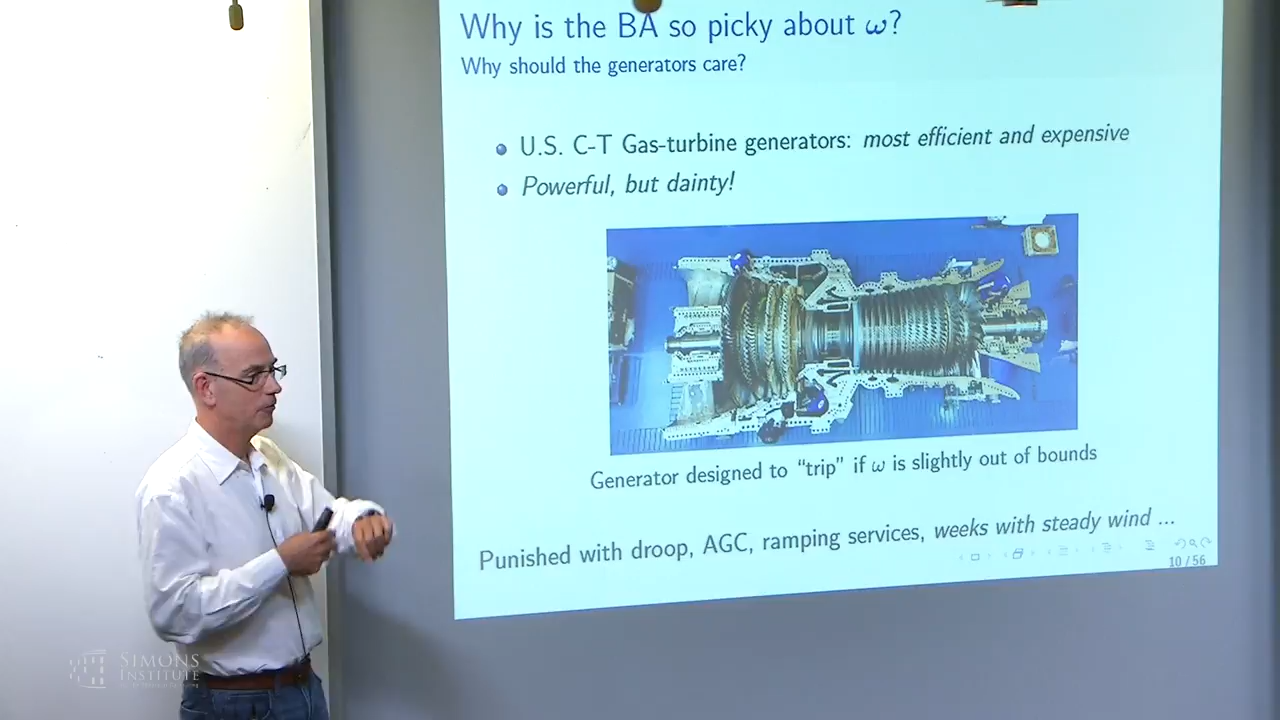 Why is the BA so picky about ω?
Why should the generators care?
U.S. C-T Gas-turbine generators: most efficient and expensive
Powerful, but dainty!
Generator designed to “trip” if ω is slightly out of bounds
Punished with droop, AGC, ramping services, weeks with steady wind ...
10 / 56
SIMONS
INSTITUTE